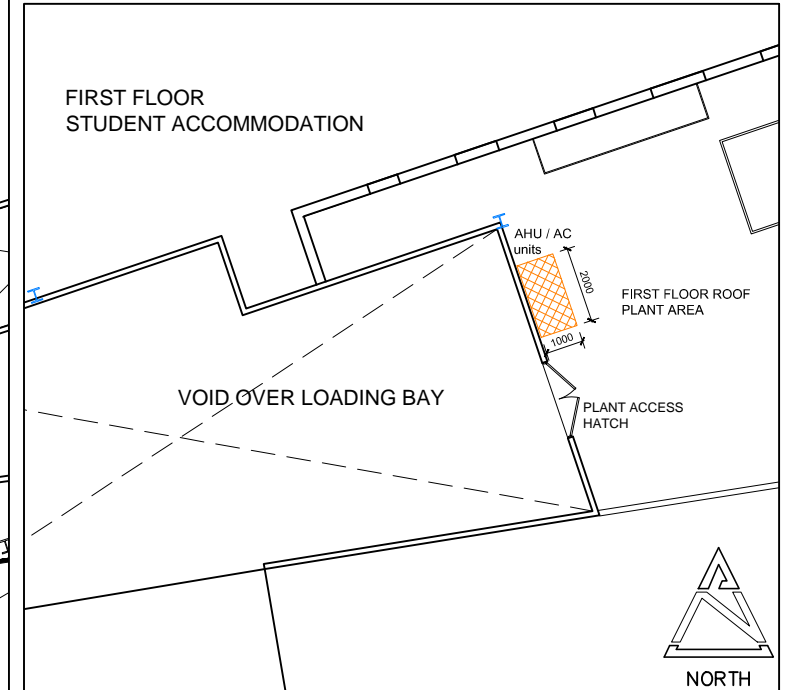 FIRST FLOOR
STUDENT ACCOMMODATION
AHU / AC
units
2000
FIRST FLOOR ROOF
PLANT AREA
1000
VOID OVER LOADING BAY
PLANT ACCESS
HATCH
NORTH